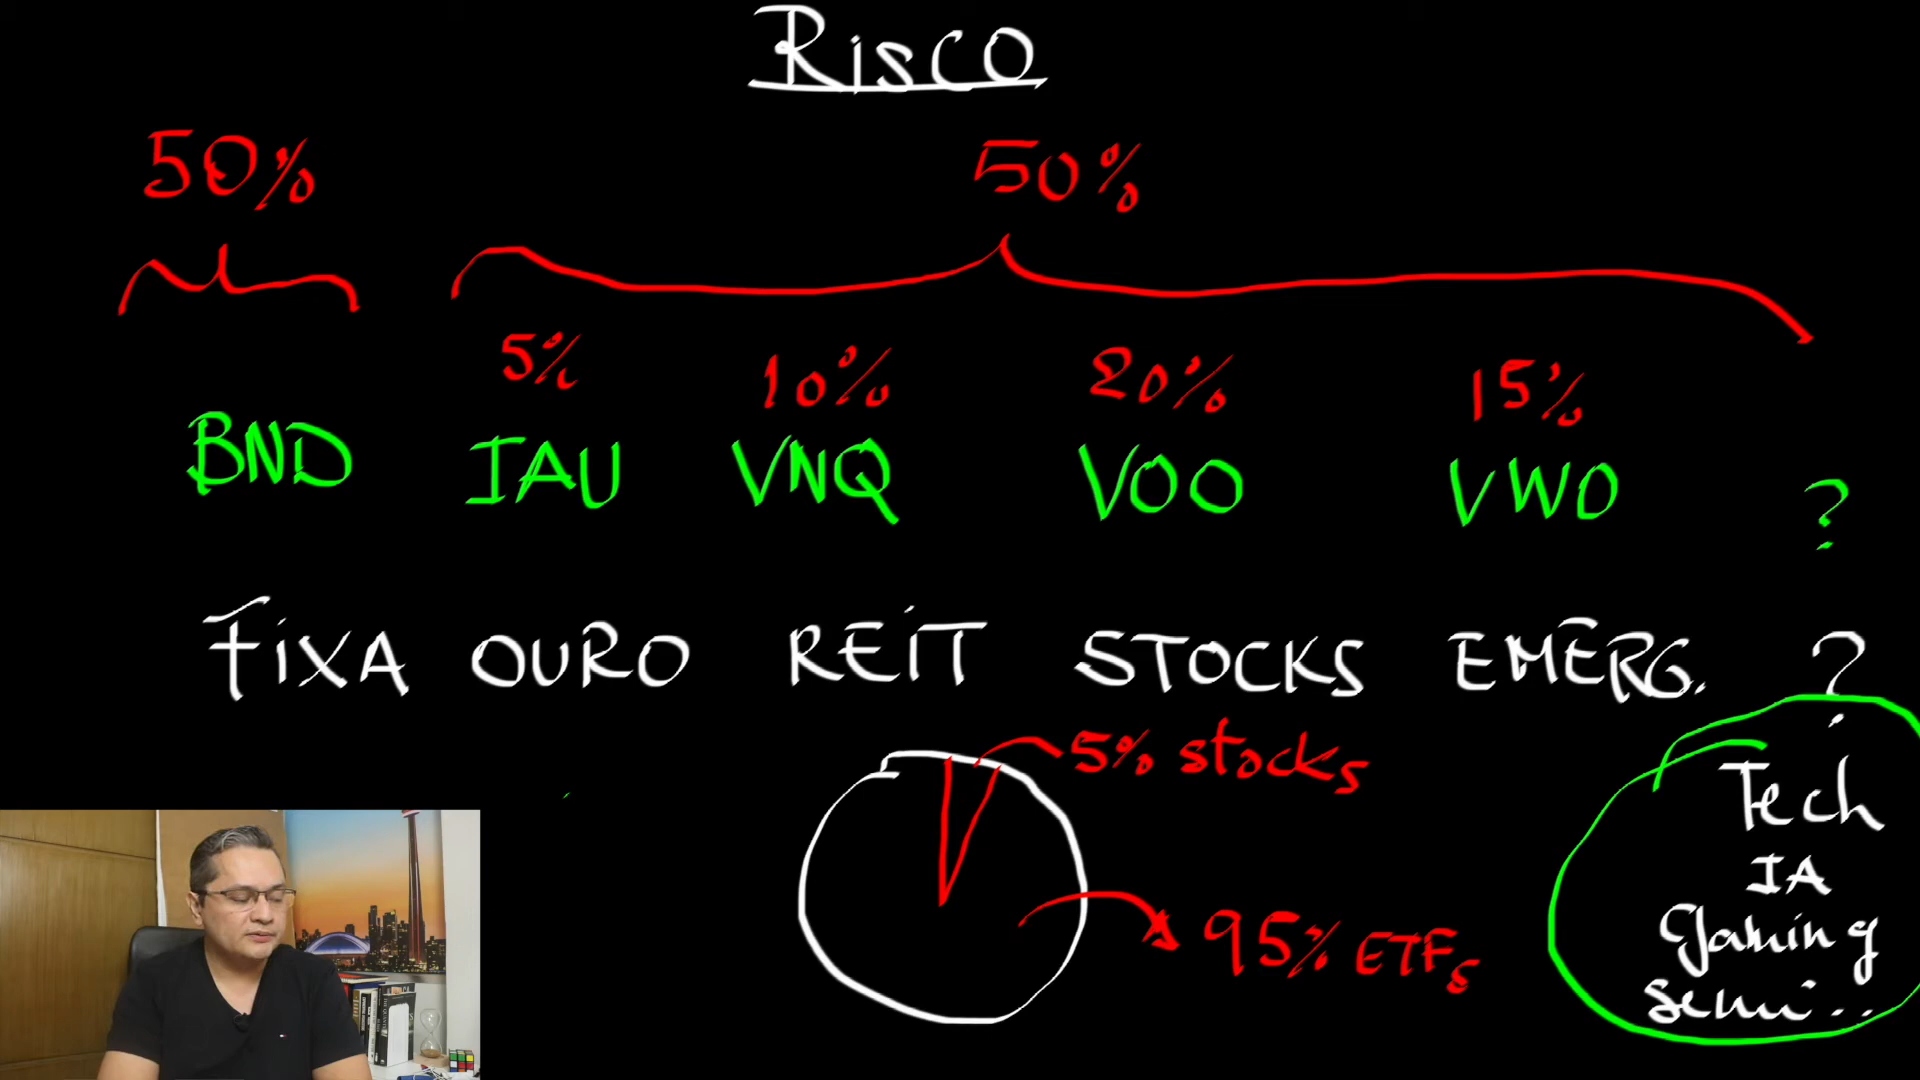 Risco
50% 50%
5% 10% 20% 15%
BND IAU VNQ VOO VWO ?
FIXA OURO REIT STOCKS EMERG. ?
5% stocks
95% ETFs
Tech
IA
Gaming
Semi...